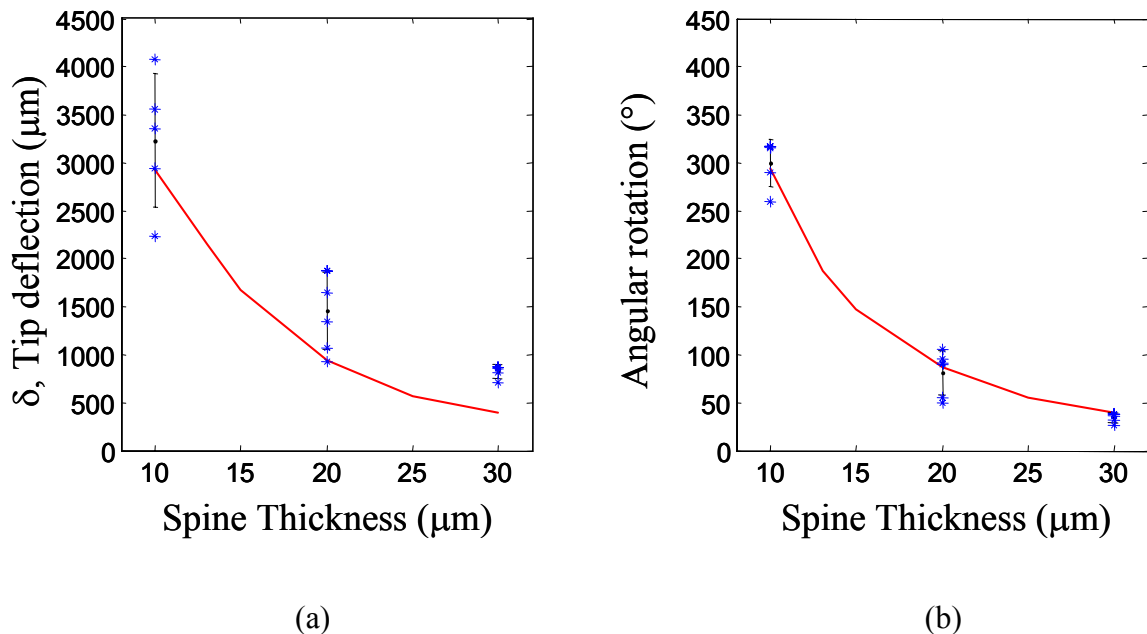 4500
4000
3500
3000
2500
2000
1500
1000
500
0
δ, Tip deflection (μm)
10 15 20 25 30
Spine Thickness (μm)
(a)
450
400
350
300
250
200
150
100
50
0
Angular rotation (°)
10 15 20 25 30
Spine Thickness (μm)
(b)